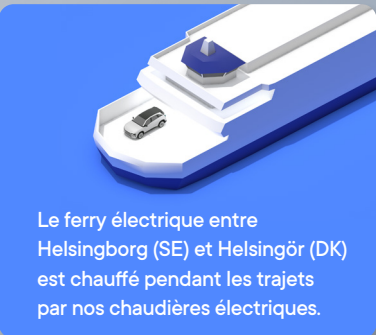 Le ferry électrique entre
Helsingborg (SE) et Helsingör (DK)
est chauffé pendant les trajets
par nos chaudières électriques.